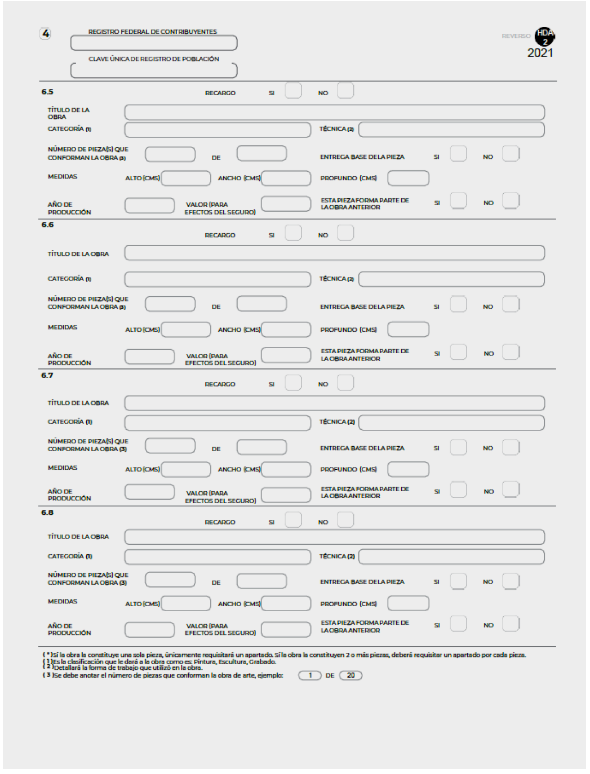 4
REGISTRO FEDERAL DE CONTRIBUYENTES
REVERSO HDA 2
2021
CLAVE ÚNICA DE REGISTRO DE POBLACIÓN
6.5
RECARGO SI NO
TÍTULO DE LA OBRA
CATEGORÍA (1) TÉCNICA (2)
NÚMERO DE PIEZA(S) QUE CONFORMAN LA OBRA (3) DE ENTREGA BASE DE LA PIEZA SI NO
MEDIDAS ALTO (CMS) ANCHO (CMS) PROFUNDO (CMS)
AÑO DE PRODUCCIÓN VALOR (PARA EFECTOS DEL SEGURO) ESTA PIEZA FORMA PARTE DE LA OBRA ANTERIOR SI NO
6.6
RECARGO SI NO
TÍTULO DE LA OBRA
CATEGORÍA (1) TÉCNICA (2)
NÚMERO DE PIEZA(S) QUE CONFORMAN LA OBRA (3) DE ENTREGA BASE DE LA PIEZA SI NO
MEDIDAS ALTO (CMS) ANCHO (CMS) PROFUNDO (CMS)
AÑO DE PRODUCCIÓN VALOR (PARA EFECTOS DEL SEGURO) ESTA PIEZA FORMA PARTE DE LA OBRA ANTERIOR SI NO
6.7
RECARGO SI NO
TÍTULO DE LA OBRA
CATEGORÍA (1) TÉCNICA (2)
NÚMERO DE PIEZA(S) QUE CONFORMAN LA OBRA (3) DE ENTREGA BASE DE LA PIEZA SI NO
MEDIDAS ALTO (CMS) ANCHO (CMS) PROFUNDO (CMS)
AÑO DE PRODUCCIÓN VALOR (PARA EFECTOS DEL SEGURO) ESTA PIEZA FORMA PARTE DE LA OBRA ANTERIOR SI NO
6.8
RECARGO SI NO
TÍTULO DE LA OBRA
CATEGORÍA (1) TÉCNICA (2)
NÚMERO DE PIEZA(S) QUE CONFORMAN LA OBRA (3) DE ENTREGA BASE DE LA PIEZA SI NO
MEDIDAS ALTO (CMS) ANCHO (CMS) PROFUNDO (CMS)
AÑO DE PRODUCCIÓN VALOR (PARA EFECTOS DEL SEGURO) ESTA PIEZA FORMA PARTE DE LA OBRA ANTERIOR SI NO
( * )Sí la obra la constituye una sola pieza, únicamente requisitará un apartado. Sí la obra la constituyen 2 o más piezas, deberá requisitar un apartado por cada pieza.
( 1 )Es la clasificación que le dará a la obra como es: Pintura, Escultura, Grabado.
( 2 )Detallará la forma de trabajo que utilizó en la obra.
( 3 )Se debe anotar el número de piezas que conforman la obra de arte, ejemplo: 1 DE 20